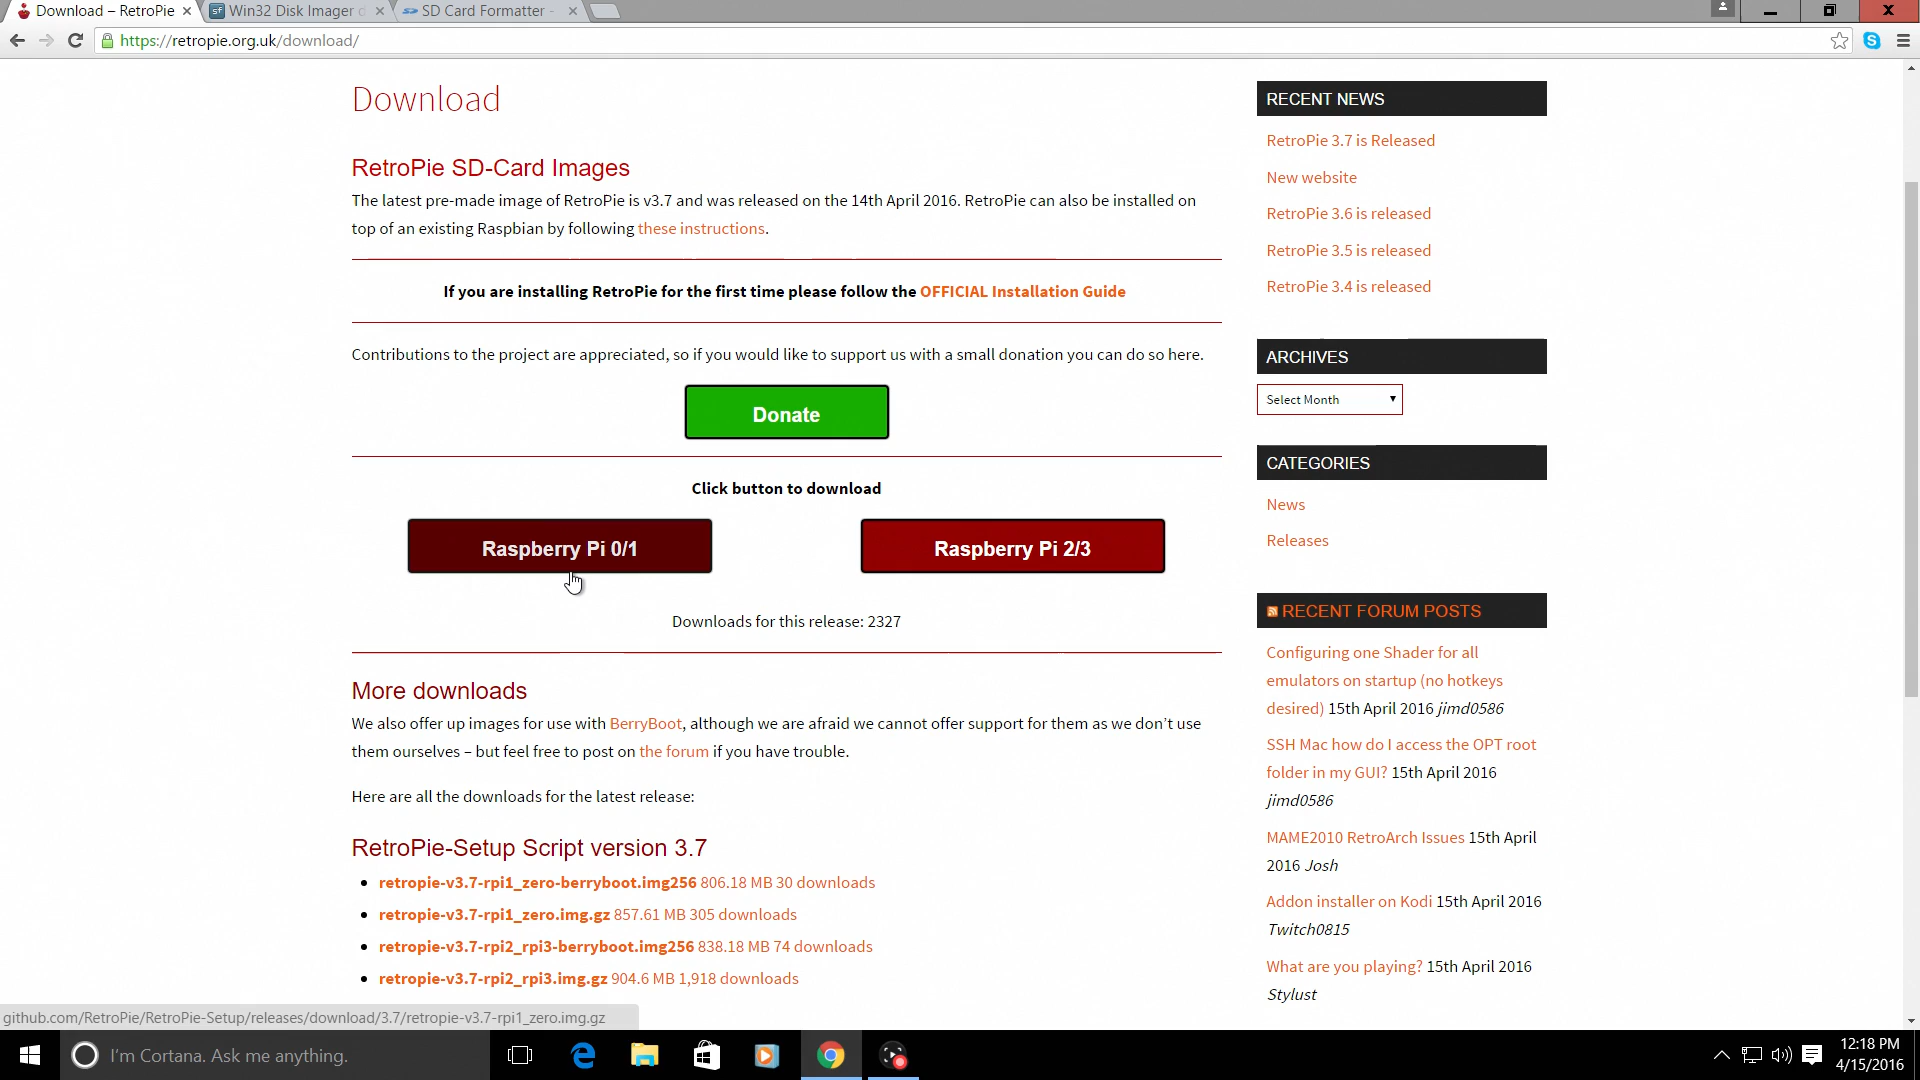 Download – RetroPie
Win32 Disk Imager d
SD Card Formatter -
https://retropie.org.uk/download/
Download
RetroPie SD-Card Images
The latest pre-made image of RetroPie is v3.7 and was released on the 14th April 2016. RetroPie can also be installed on
top of an existing Raspbian by following these instructions.
If you are installing RetroPie for the first time please follow the OFFICIAL Installation Guide
Contributions to the project are appreciated, so if you would like to support us with a small donation you can do so here.
Donate
Click button to download
Raspberry Pi 0/1
Raspberry Pi 2/3
Downloads for this release: 2327
More downloads
We also offer up images for use with BerryBoot, although we are afraid we cannot offer support for them as we don’t use
them ourselves – but feel free to post on the forum if you have trouble.
Here are all the downloads for the latest release:
RetroPie-Setup Script version 3.7
retropie-v3.7-rpi1_zero-berryboot.img256 806.18 MB 30 downloads
retropie-v3.7-rpi1_zero.img.gz 857.61 MB 305 downloads
retropie-v3.7-rpi2_rpi3-berryboot.img256 838.18 MB 74 downloads
retropie-v3.7-rpi2_rpi3.img.gz 904.6 MB 1,918 downloads
RECENT NEWS
RetroPie 3.7 is Released
New website
RetroPie 3.6 is released
RetroPie 3.5 is released
RetroPie 3.4 is released
ARCHIVES
Select Month
CATEGORIES
News
Releases
RECENT FORUM POSTS
Configuring one Shader for all
emulators on startup (no hotkeys
desired) 15th April 2016 jimd0586
SSH Mac how do I access the OPT root
folder in my GUI? 15th April 2016
jimd0586
MAME2010 RetroArch Issues 15th April
2016 Josh
Addon installer on Kodi 15th April 2016
Twitch0815
What are you playing? 15th April 2016
Stylust
github.com/RetroPie/RetroPie-Setup/releases/download/3.7/retropie-v3.7-rpi1_zero.img.gz
I'm Cortana. Ask me anything.
12:18 PM
4/15/2016